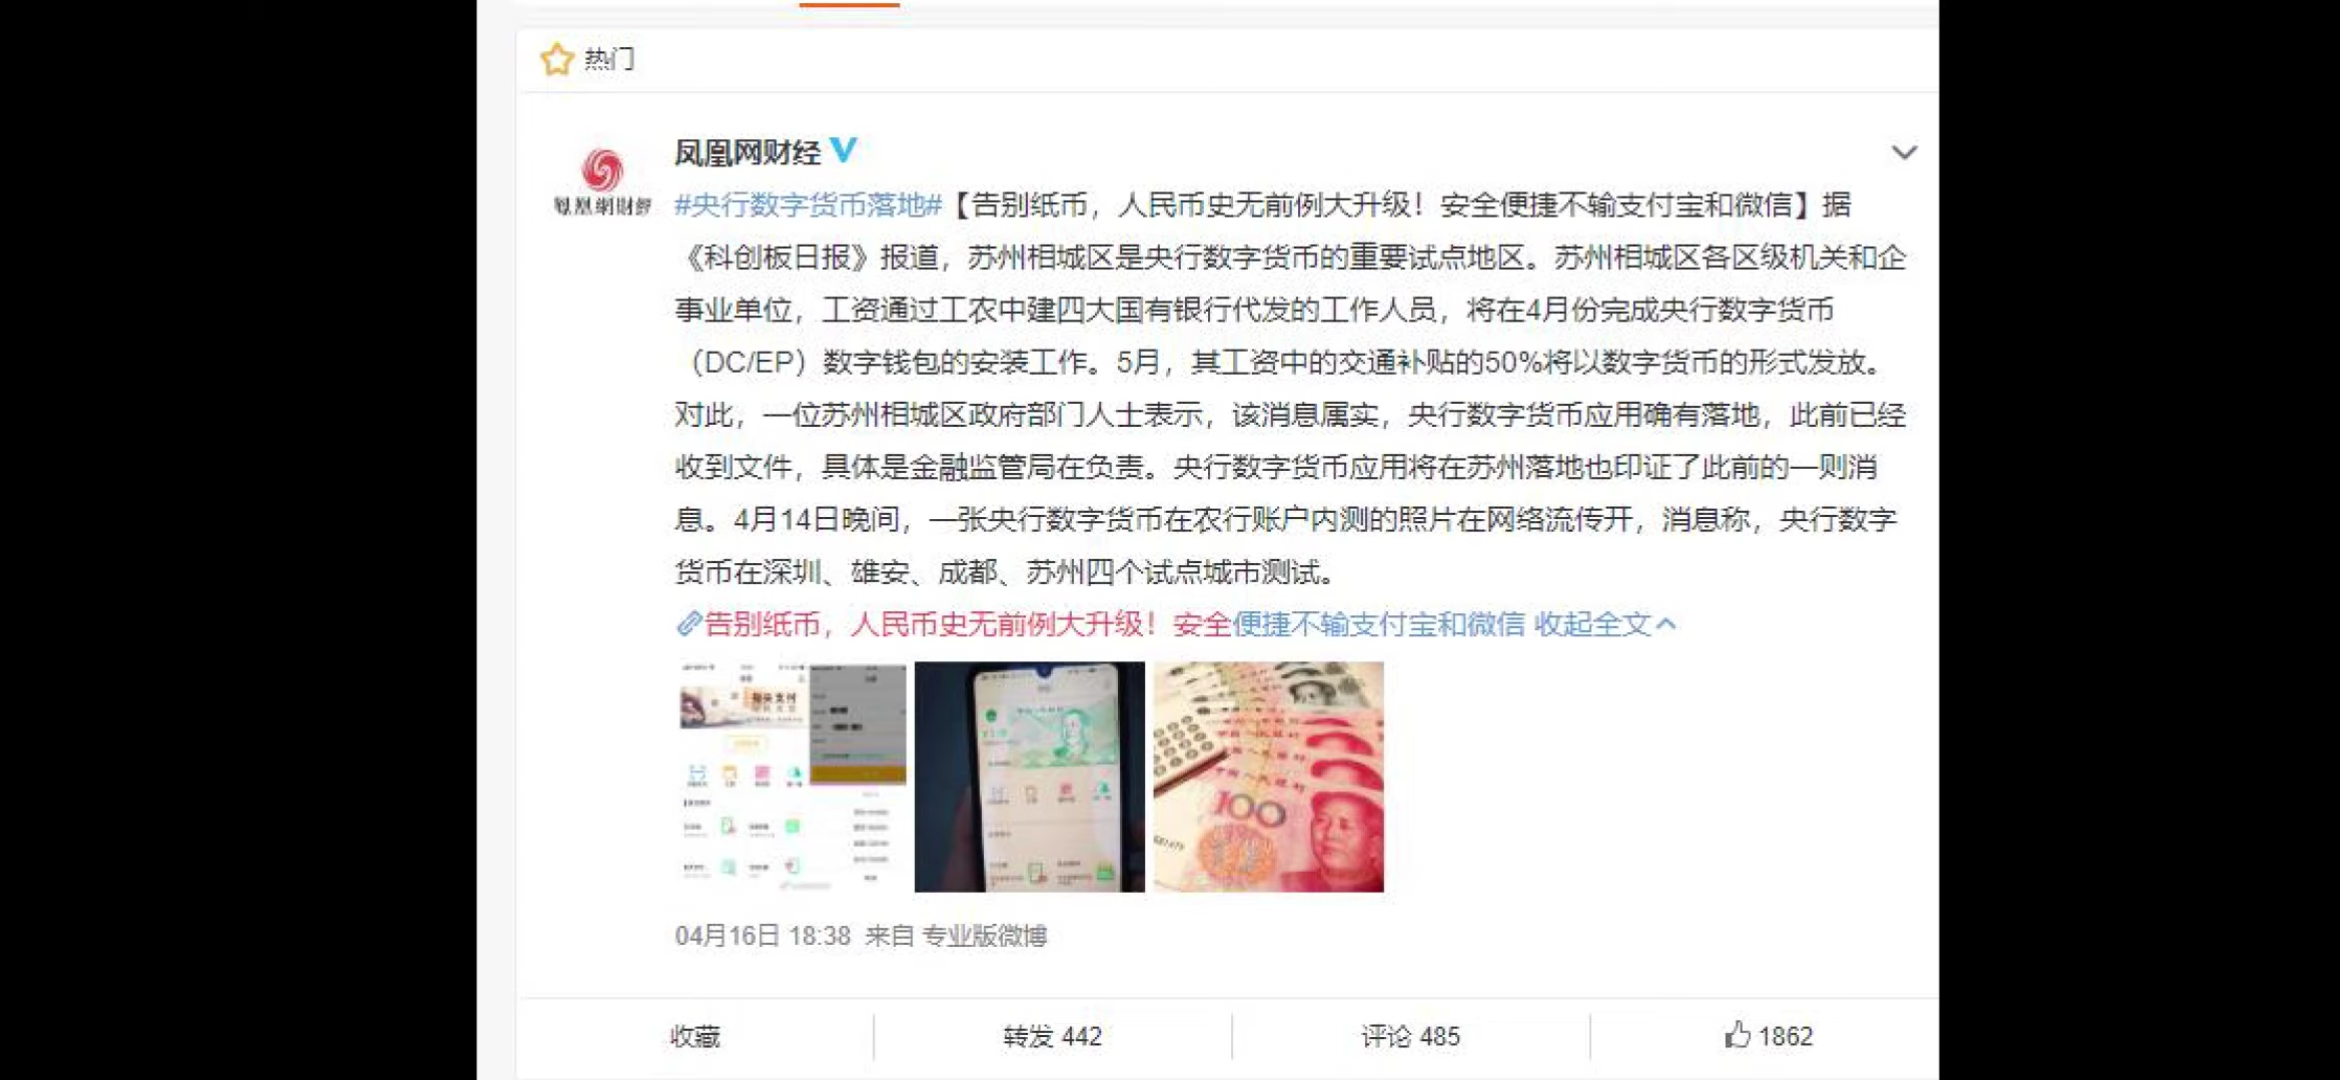 热门
凤凰网财经
鳳凰網財經
#央行数字货币落地#【告别纸币，人民币史无前例大升级！安全便捷不输支付宝和微信】据
《科创板日报》报道，苏州相城区是央行数字货币的重要试点地区。苏州相城区各区级机关和企
事业单位，工资通过工农中建四大国有银行代发的工作人员，将在4月份完成央行数字货币
（DC/EP）数字钱包的安装工作。5月，其工资中的交通补贴的50%将以数字货币的形式发放。
对此，一位苏州相城区政府部门人士表示，该消息属实，央行数字货币应用确有落地，此前已经
收到文件，具体是金融监管局在负责。央行数字货币应用将在苏州落地也印证了此前的一则消
息。4月14日晚间，一张央行数字货币在农行账户内测的照片在网络流传开，消息称，央行数字
货币在深圳、雄安、成都、苏州四个试点城市测试。
告别纸币，人民币史无前例大升级！安全便捷不输支付宝和微信 收起全文
100
04月16日 18:38 来自 专业版微博
收藏
转发 442
评论 485
1862